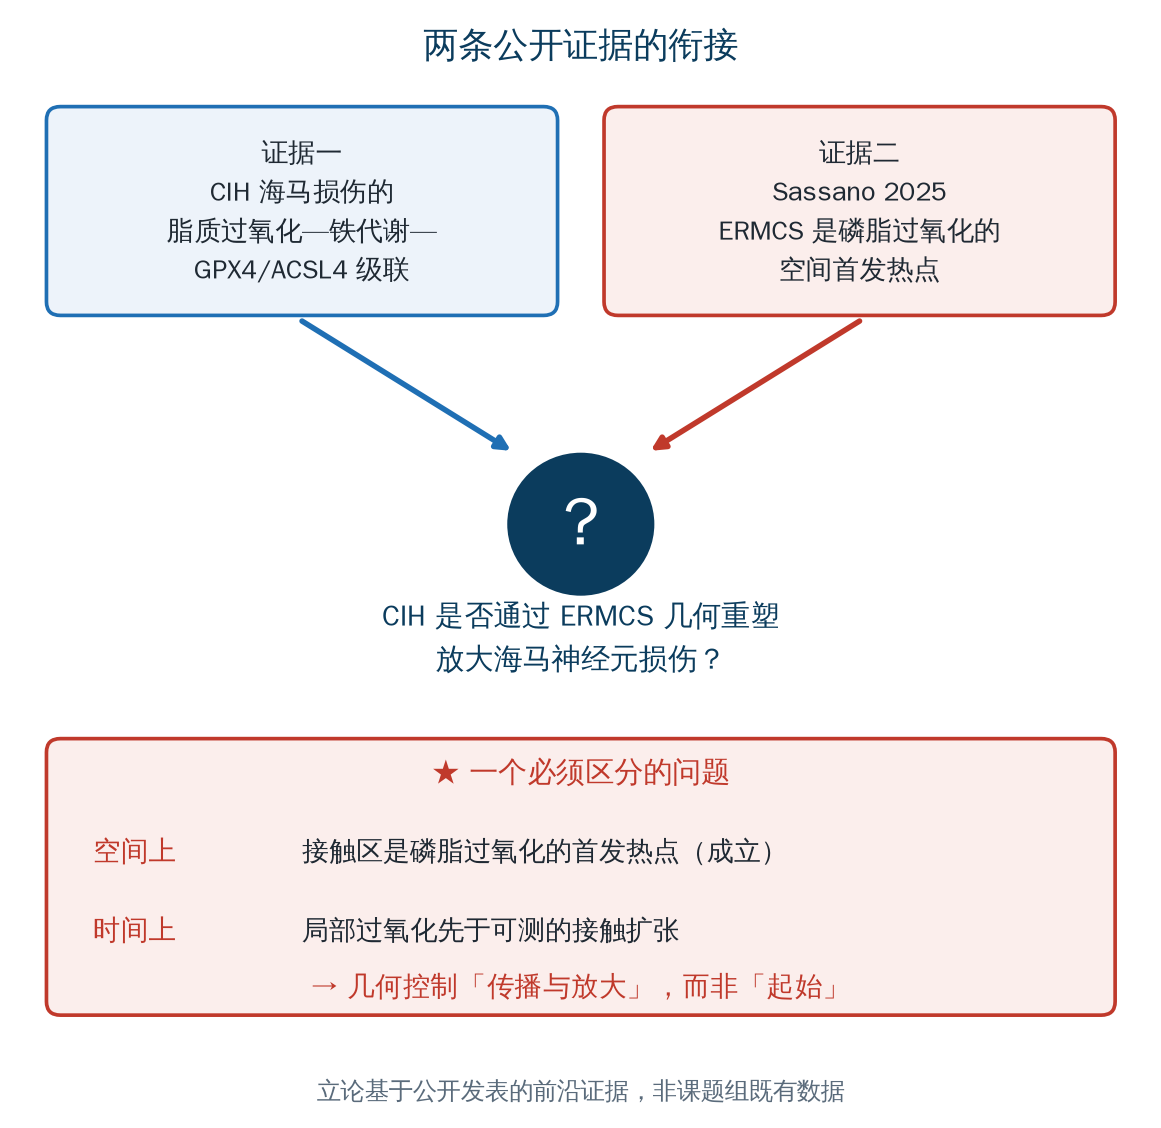 两条公开证据的衔接
证据一
CIH 海马损伤的
脂质过氧化—铁代谢—
GPX4/ACSL4 级联
证据二
Sassano 2025
ERMCS 是磷脂过氧化的
空间首发热点
?
CIH 是否通过 ERMCS 几何重塑
放大海马神经元损伤？
★ 一个必须区分的问题
空间上 接触区是磷脂过氧化的首发热点（成立）
时间上 局部过氧化先于可测的接触扩张
→ 几何控制「传播与放大」，而非「起始」
立论基于公开发表的前沿证据，非课题组既有数据